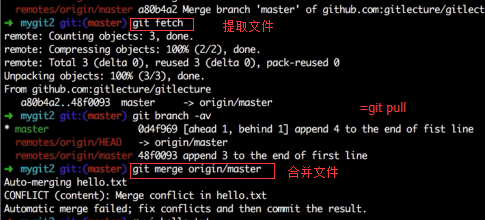 remotes/origin/master a80b4a2 Merge branch 'master' of github.com:gitlecture/gitlect
→ mygit2 git:(master) git fetch 提取文件
remote: Counting objects: 3, done.
remote: Compressing objects: 100% (2/2), done.
remote: Total 3 (delta 0), reused 3 (delta 0), pack-reused 0
Unpacking objects: 100% (3/3), done.
From github.com:gitlecture/gitlecture
a80b4a2..48f0093 master -> origin/master
→ mygit2 git:(master) git branch -av =git pull
* master 0d4f969 [ahead 1, behind 1] append 4 to the end of fist line
remotes/origin/HEAD -> origin/master
remotes/origin/master 48f0093 append 3 to the end of first line
→ mygit2 git:(master) git merge origin/master 合并文件
Auto-merging hello.txt
CONFLICT (content): Merge conflict in hello.txt
Automatic merge failed; fix conflicts and then commit the result.